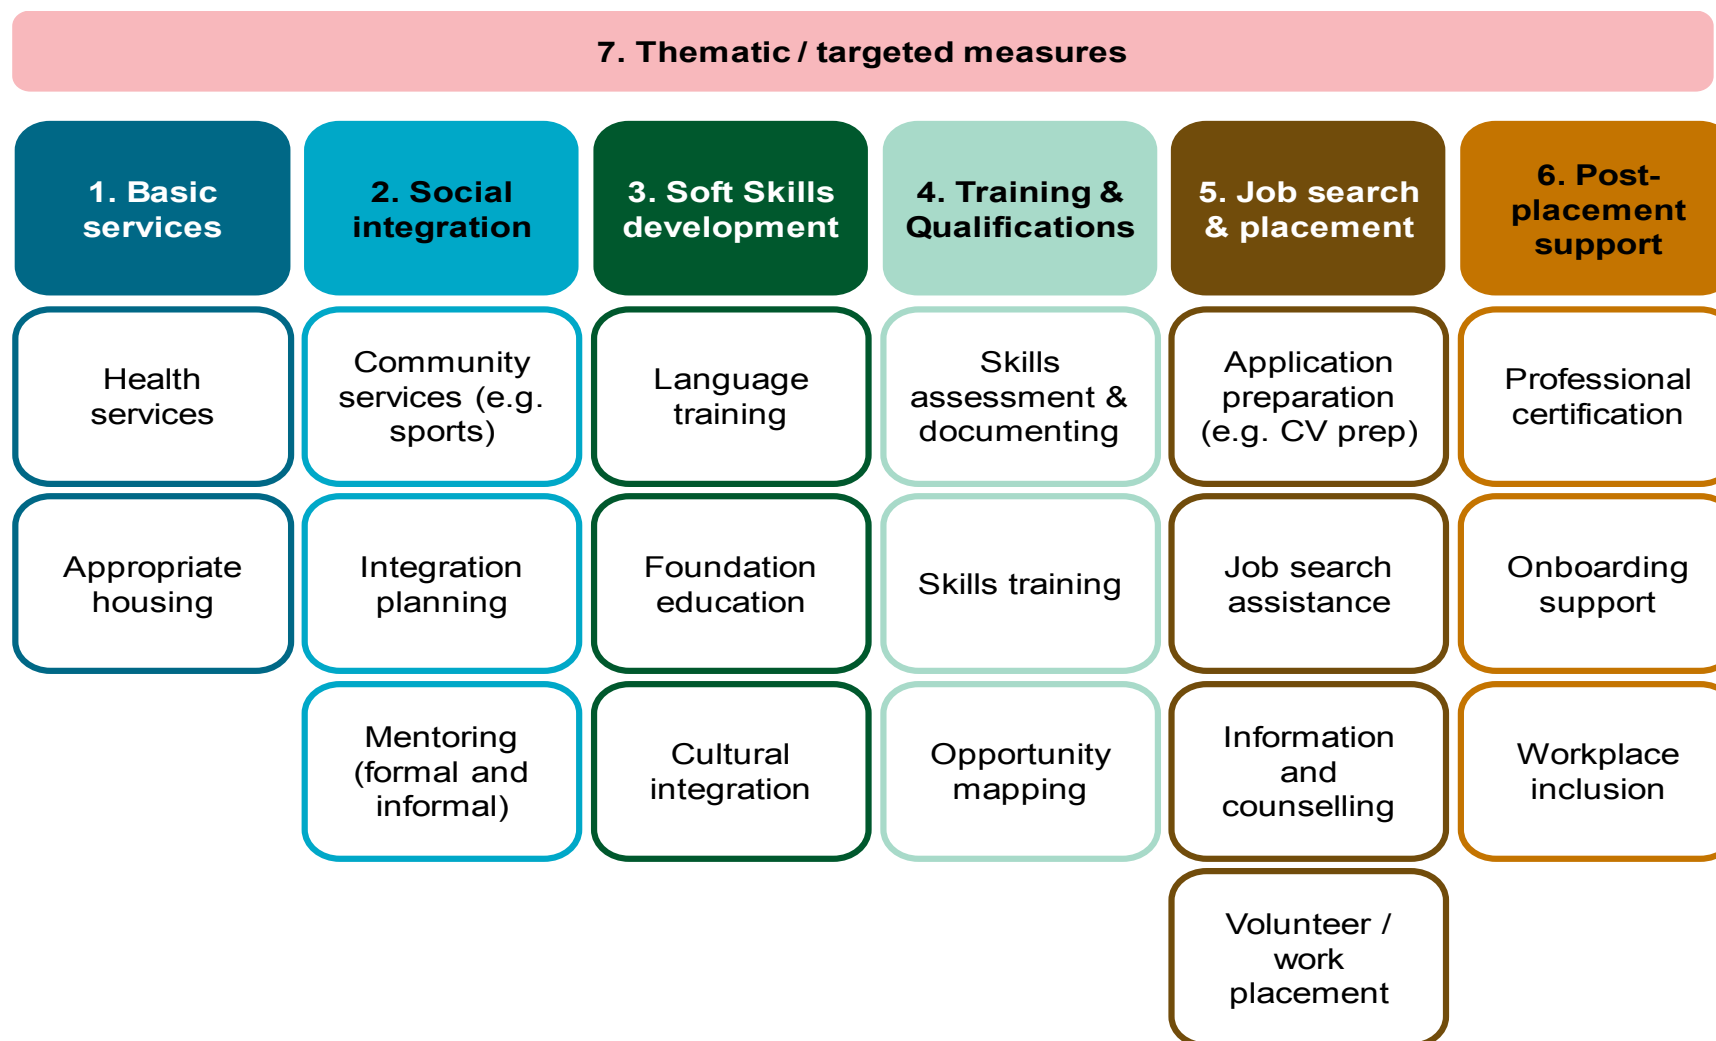 7. Thematic / targeted measures
1. Basic
services
2. Social
integration
3. Soft Skills
development
4. Training &
Qualifications
5. Job search
& placement
6. Post-
placement
support
Health
services
Community
services (e.g.
sports)
Language
training
Skills
assessment &
documenting
Application
preparation
(e.g. CV prep)
Professional
certification
Appropriate
housing
Integration
planning
Foundation
education
Skills training
Job search
assistance
Onboarding
support
Mentoring
(formal and
informal)
Cultural
integration
Opportunity
mapping
Information
and
counselling
Workplace
inclusion
Volunteer /
work
placement